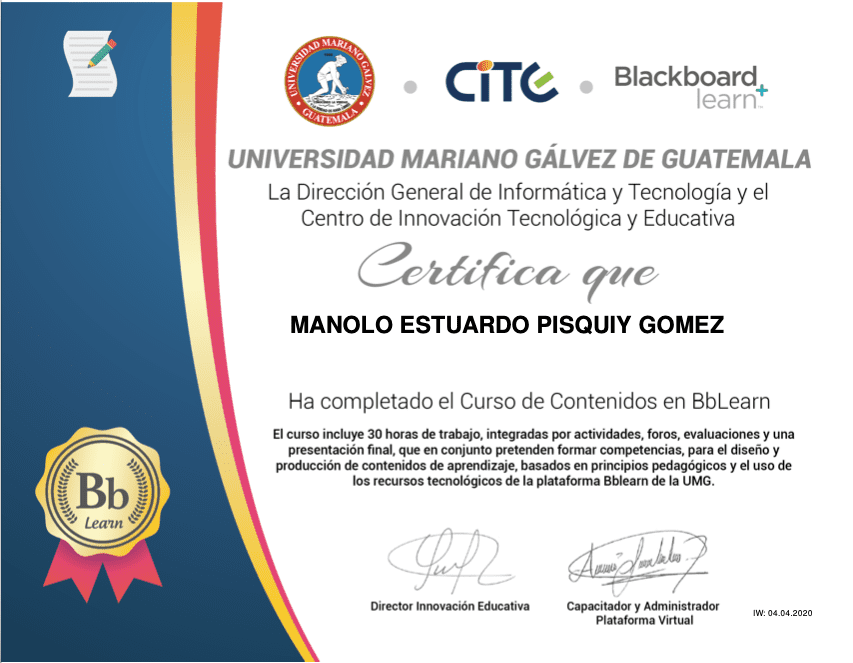 UNIVERSIDAD MARIANO GÁLVEZ
GUATEMALA
CITE
Blackboard
learn
UNIVERSIDAD MARIANO GÁLVEZ DE GUATEMALA
La Dirección General de Informática y Tecnología y el
Centro de Innovación Tecnológica y Educativa
Certifica que
MANOLO ESTUARDO PISQUIY GOMEZ
Ha completado el Curso de Contenidos en BbLearn
El curso incluye 30 horas de trabajo, integradas por actividades, foros, evaluaciones y una
presentación final, que en conjunto pretenden formar competencias, para el diseño y
producción de contenidos de aprendizaje, basados en principios pedagógicos y el uso de
los recursos tecnológicos de la plataforma Bblearn de la UMG.
Bb
Learn
Director Innovación Educativa
Capacitador y Administrador
Plataforma Virtual
IW: 04.04.2020